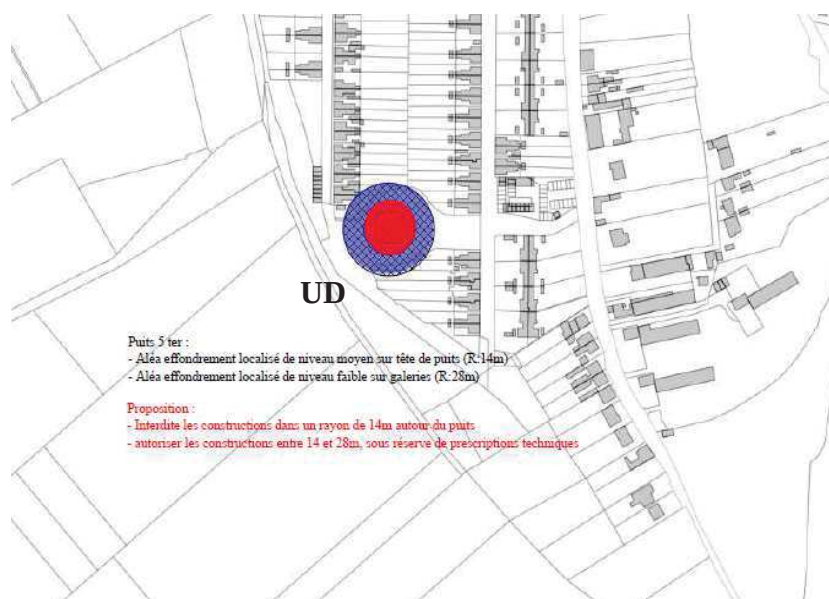 UD
Puits 5 ter :
- Aléa effondrement localisé de niveau moyen sur tête de puits (R:14m)
- Aléa effondrement localisé de niveau faible sur galeries (R:28m)
Proposition :
- Interdite les constructions dans un rayon de 14m autour du puits
- autoriser les constructions entre 14 et 28m, sous réserve de prescriptions techniques